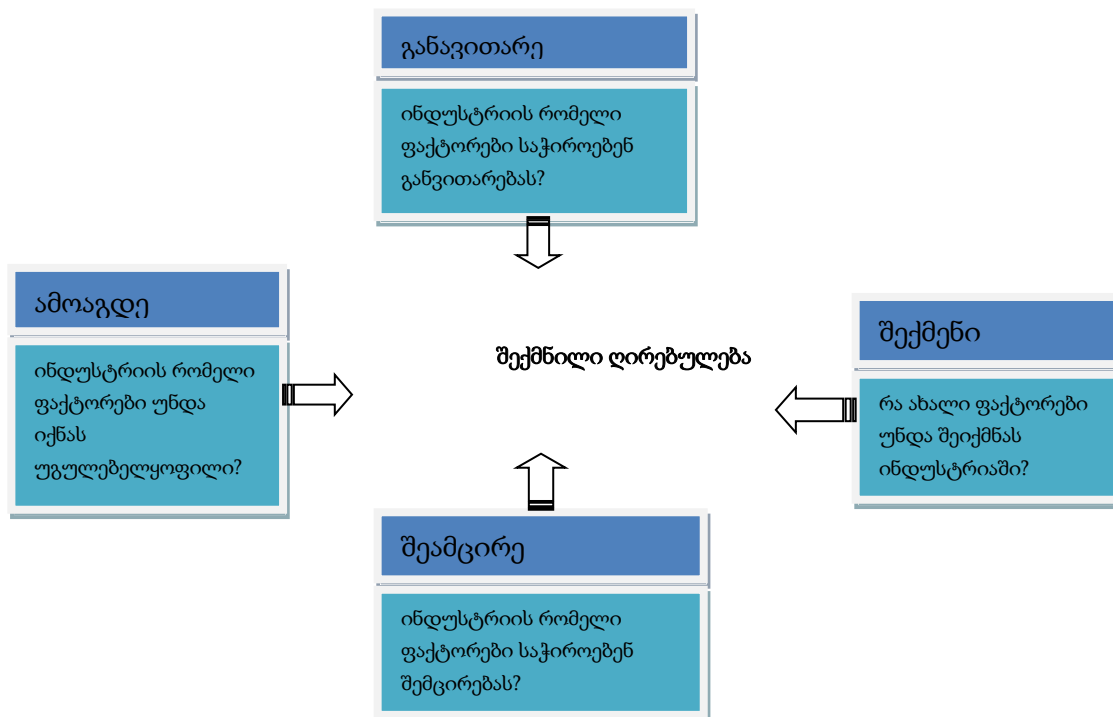 განავითარე
ინდუსტრიის რომელი
ფაქტორები საჭიროებენ
განვითარებას?
ამოაგდე
ინდუსტრიის რომელი
ფაქტორები უნდა
იქნას
უგულებელყოფილი?
შექმნილი ღირებულება
შექმენი
რა ახალი ფაქტორები
უნდა შეიქმნას
ინდუსტრიაში?
შეამცირე
ინდუსტრიის რომელი
ფაქტორები საჭიროებენ
შემცირებას?